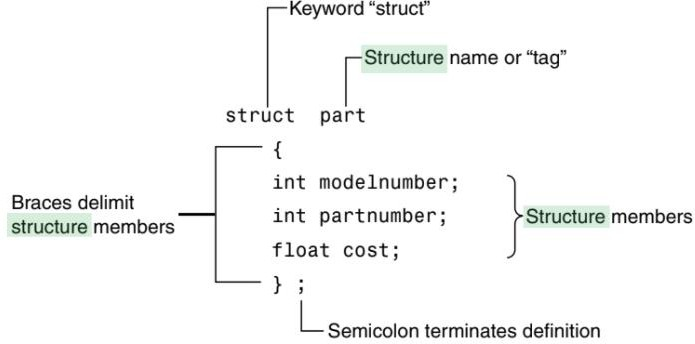 Keyword “struct”
Structure name or “tag”
struct part
{
int modelnumber;
int partnumber;
float cost;
} ;
Braces delimit
structure members
Structure members
Semicolon terminates definition